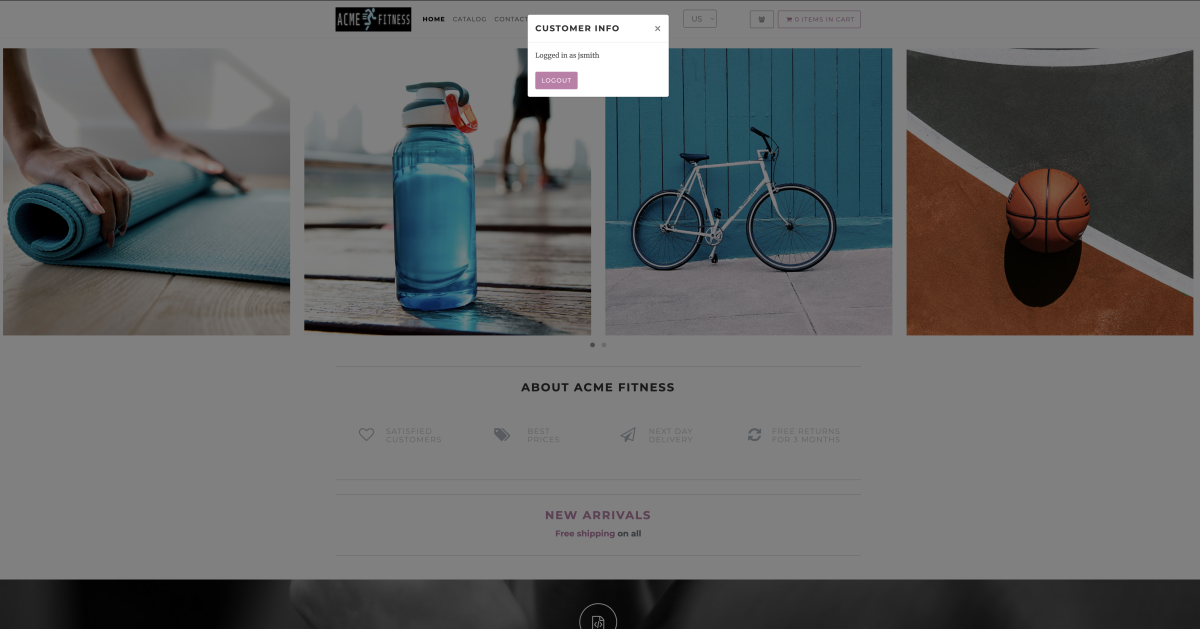 ACME FITNESS
HOME CATALOG CONTACT
US
0 ITEMS IN CART
CUSTOMER INFO ×
Logged in as jsmith
LOGOUT
ABOUT ACME FITNESS
SATISFIED
CUSTOMERS
BEST
PRICES
NEXT DAY
DELIVERY
FREE RETURNS
FOR 3 MONTHS
NEW ARRIVALS
Free shipping on all